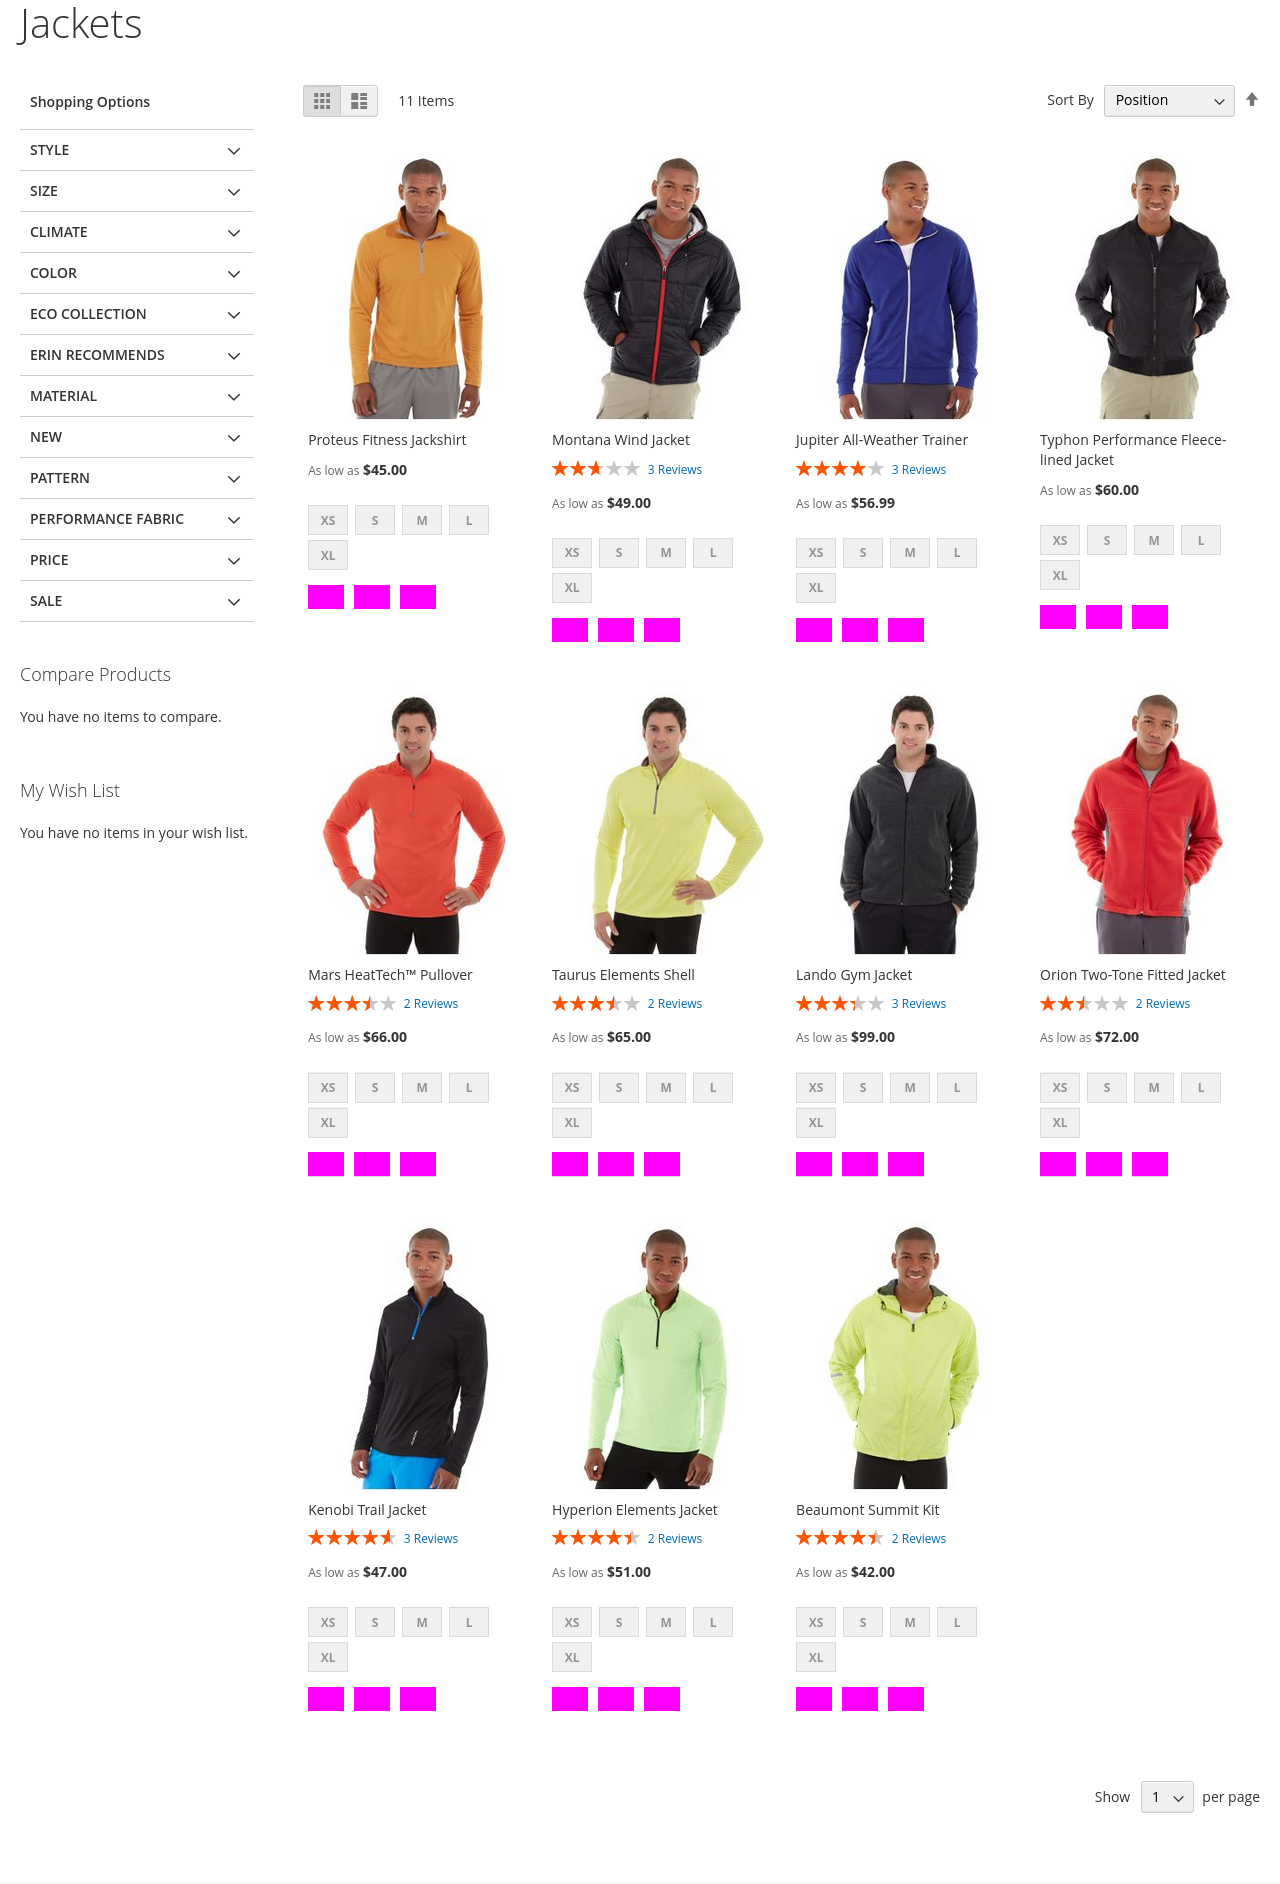 Jackets
Shopping Options
STYLE
SIZE
CLIMATE
COLOR
ECO COLLECTION
ERIN RECOMMENDS
MATERIAL
NEW
PATTERN
PERFORMANCE FABRIC
PRICE
SALE
Compare Products
You have no items to compare.
My Wish List
You have no items in your wish list.
11 Items
Sort By Position
Proteus Fitness Jackshirt
As low as $45.00
XS S M L
XL
Montana Wind Jacket
3 Reviews
As low as $49.00
XS S M L
XL
Jupiter All-Weather Trainer
3 Reviews
As low as $56.99
XS S M L
XL
Typhon Performance Fleece-
lined Jacket
As low as $60.00
XS S M L
XL
Mars HeatTech™ Pullover
2 Reviews
As low as $66.00
XS S M L
XL
Taurus Elements Shell
2 Reviews
As low as $65.00
XS S M L
XL
Lando Gym Jacket
3 Reviews
As low as $99.00
XS S M L
XL
Orion Two-Tone Fitted Jacket
2 Reviews
As low as $72.00
XS S M L
XL
Kenobi Trail Jacket
3 Reviews
As low as $47.00
XS S M L
XL
Hyperion Elements Jacket
2 Reviews
As low as $51.00
XS S M L
XL
Beaumont Summit Kit
2 Reviews
As low as $42.00
XS S M L
XL
Show 1 per page